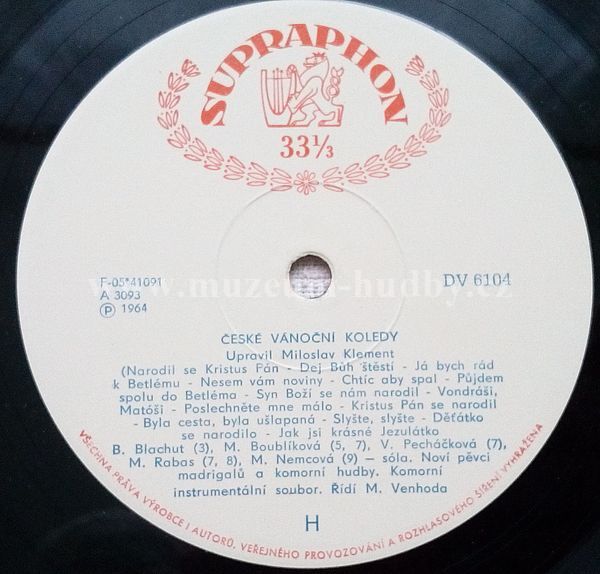 SUPRAPHON
33⅓
F-05*41091
A 3093
Ⓟ 1964
DV 6104
www.muzeum-hudby.cz
ČESKÉ VÁNOČNÍ KOLEDY
Upravil Miloslav Klement
(Narodil se Kristus Pán - Dej Bůh štěstí - Já bych rád
k Betlému - Nesem vám noviny - Chtíc aby spal - Půjdem
spolu do Betléma - Syn Boží se nám narodil - Vondráši,
Matóši - Poslechněte mne málo - Kristus Pán se narodil
- Byla cesta, byla ušlapaná - Slyšte, slyšte - Děťátko
se narodilo - Jak jsi krásné Jezulátko
B. Blachut (3), M. Boublíková (5, 7), V. Pecháčková (7),
M. Rabas (7, 8), M. Nemcová (9) — sóla. Noví pěvci
madrigalů a komorní hudby. Komorní
instrumentální soubor. Řídí M. Venhoda
H
VŠECHNA PRÁVA VÝROBCE I AUTORŮ, VEŘEJNÉHO PROVOZOVÁNÍ A ROZHLASOVÉHO ŠÍŘENÍ VYHRAŽENA